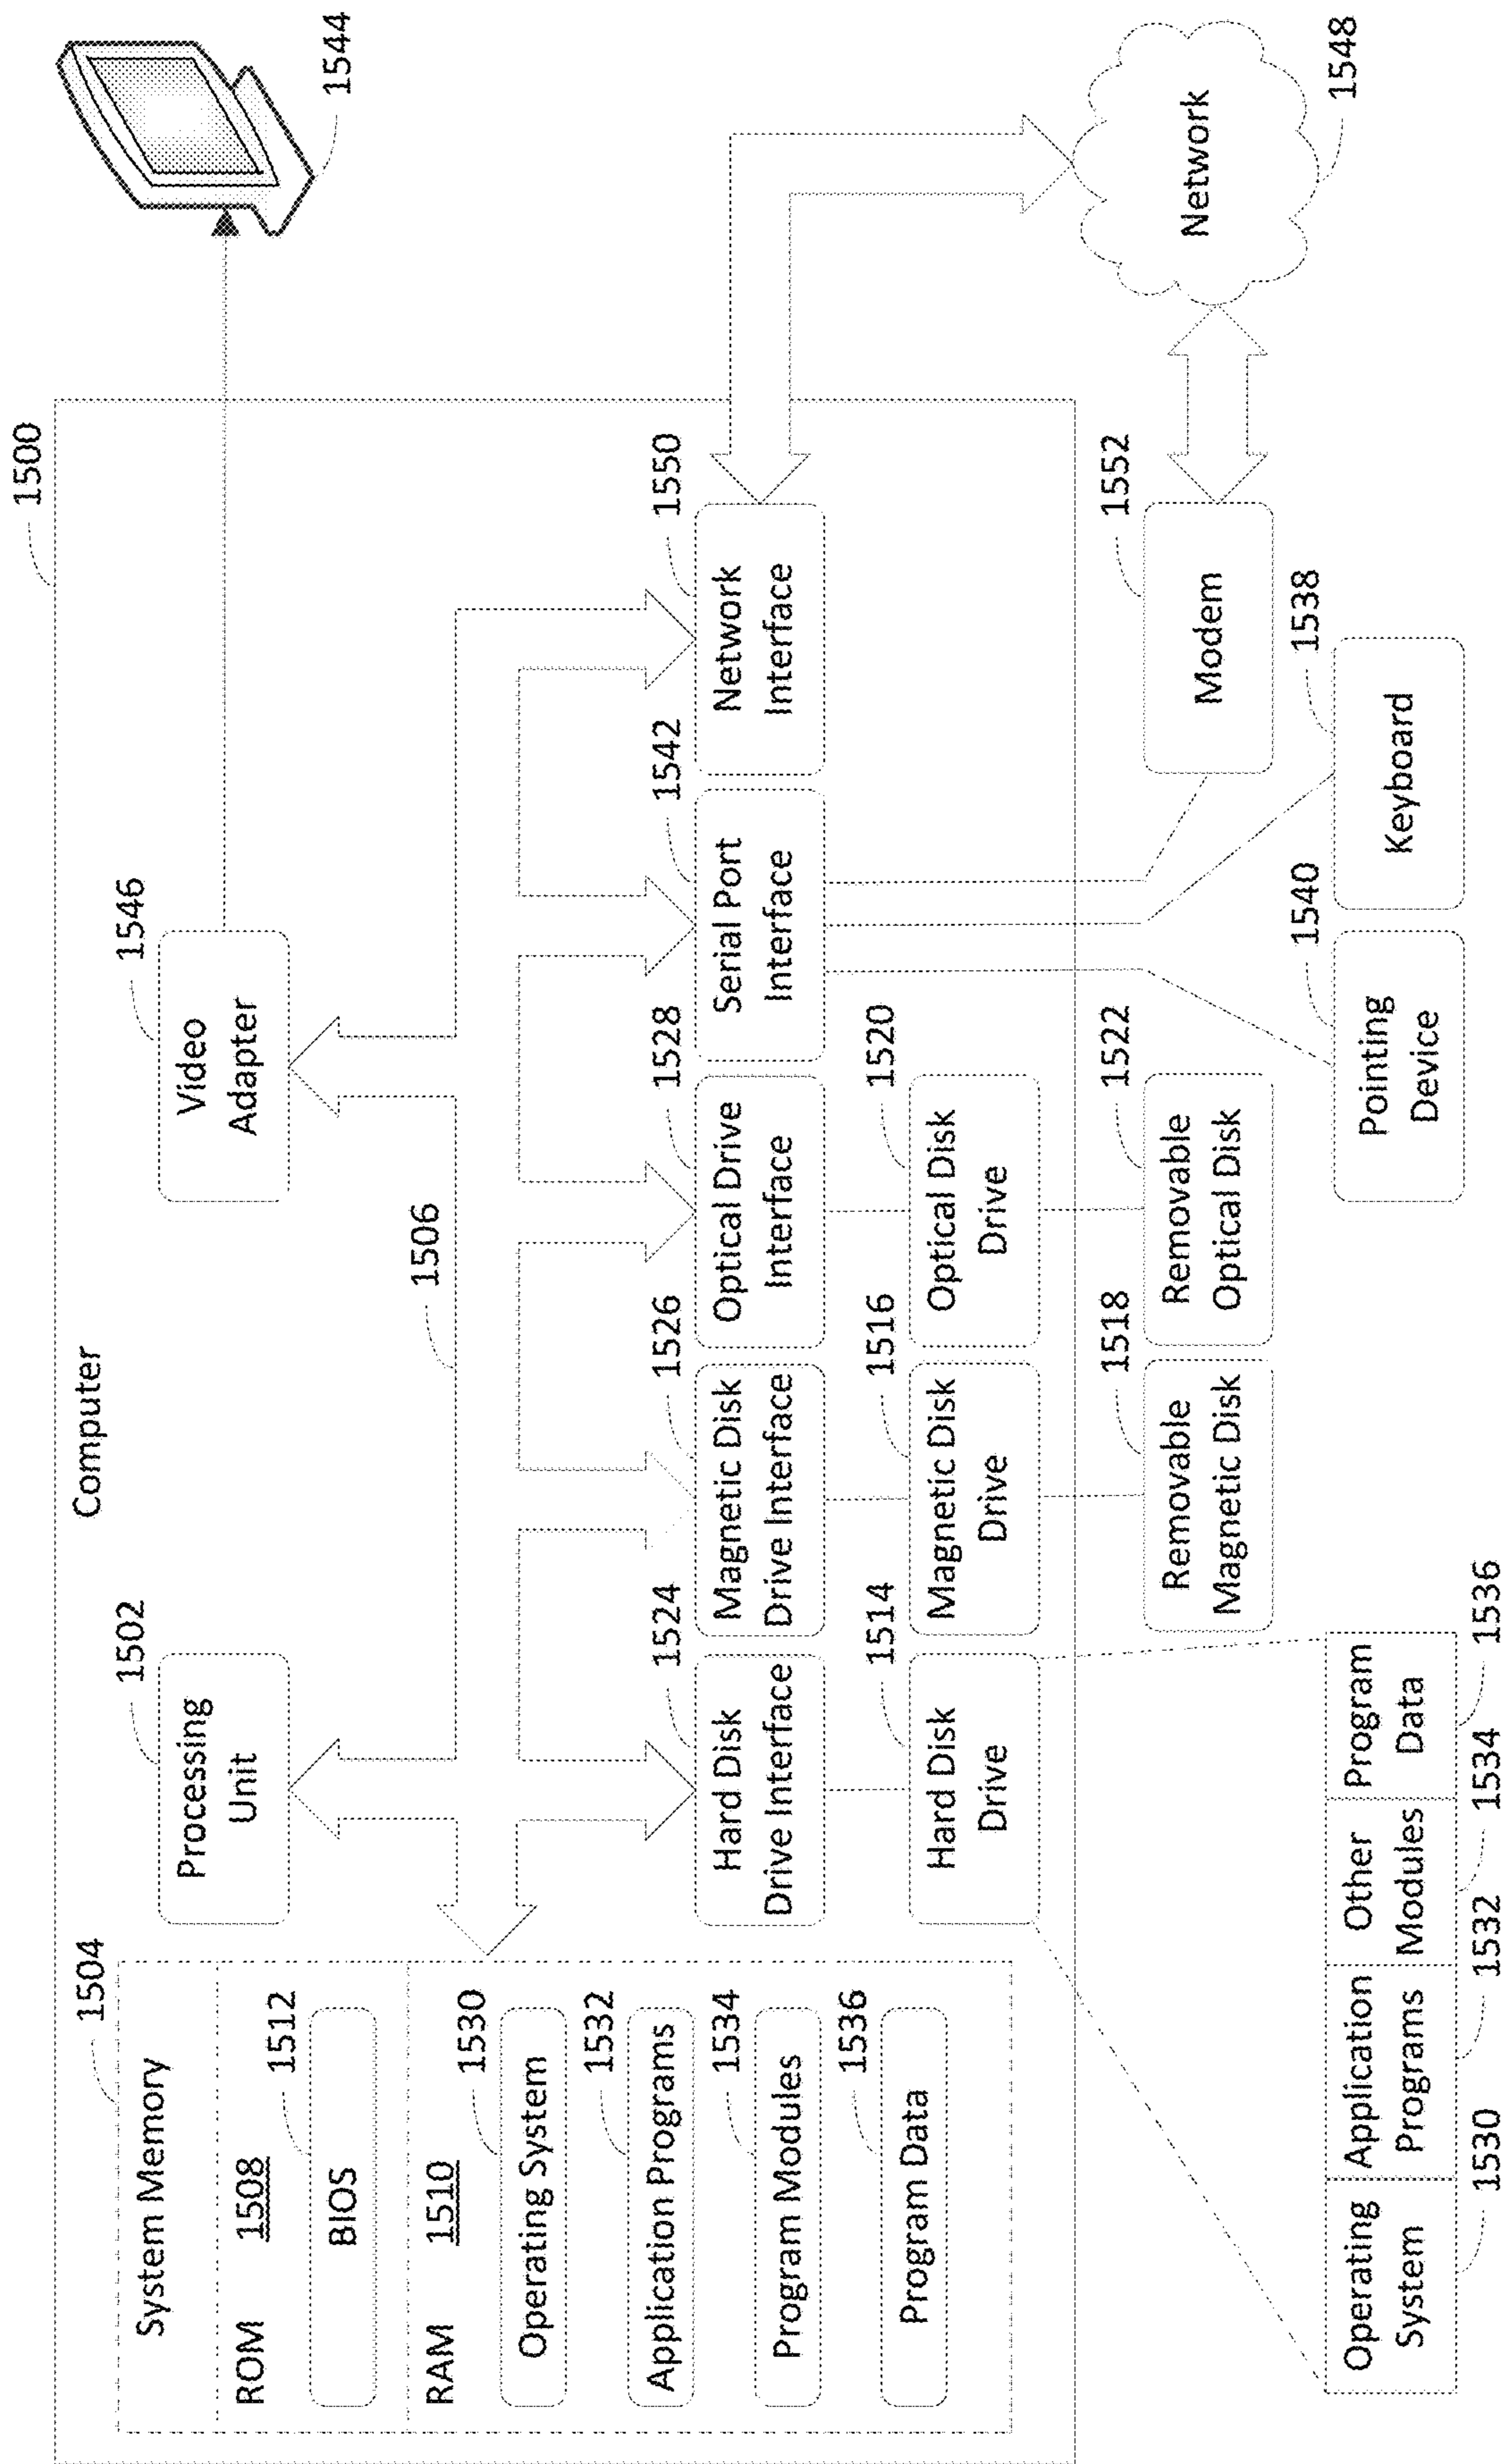 1500
Computer
System Memory
1504
ROM
1508
1512
BIOS
RAM
1510
1530
Operating System
1532
Application Programs
1534
Program Modules
1536
Program Data
1502
Processing
Unit
1546
Video
Adapter
1544
1506
1524
Hard Disk
Drive Interface
1526
Magnetic Disk
Drive Interface
1528
Optical Drive
Interface
1542
Serial Port
Interface
1550
Network
Interface
1514
Hard Disk
Drive
1516
Magnetic Disk
Drive
1520
Optical Disk
Drive
1518
Removable
Magnetic Disk
1522
Removable
Optical Disk
1552
Modem
Network
1548
Operating
System
1530
Application
Programs
1532
Other
Modules
1534
Program
Data
1536
1540
Pointing
Device
1538
Keyboard